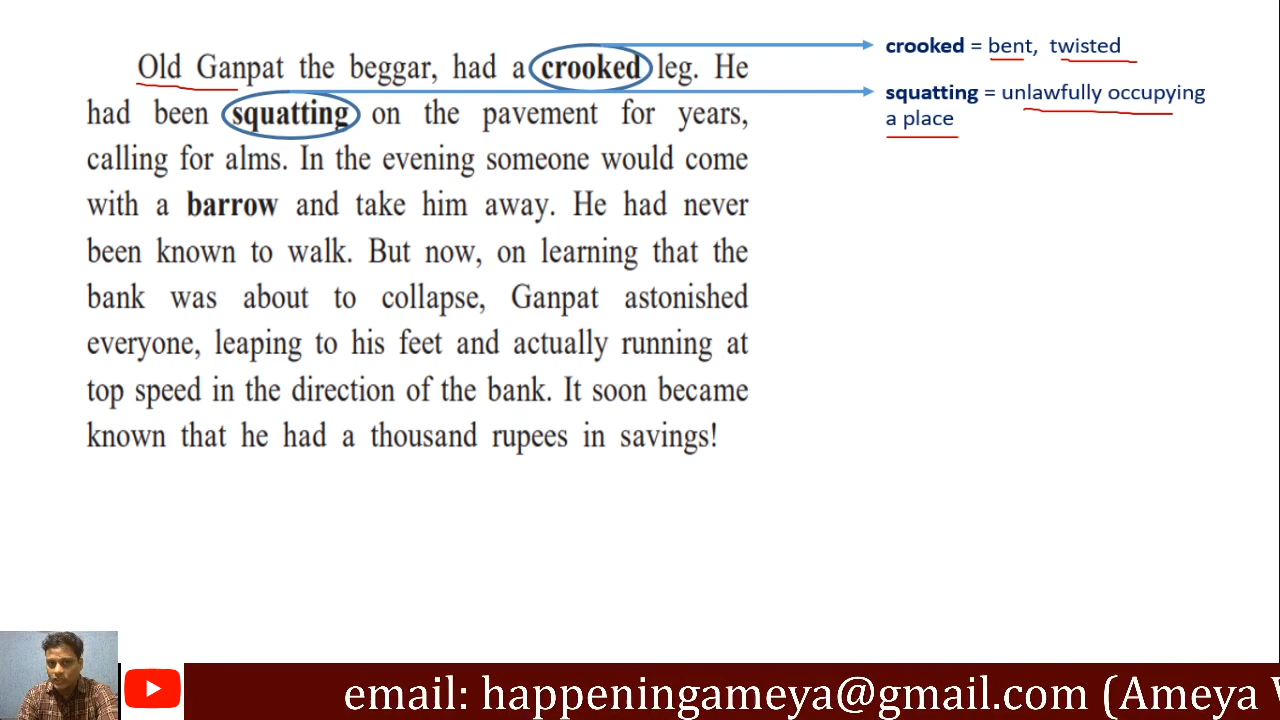 Old Ganpat the beggar, had a crooked leg. He
had been squatting on the pavement for years,
calling for alms. In the evening someone would come
with a barrow and take him away. He had never
been known to walk. But now, on learning that the
bank was about to collapse, Ganpat astonished
everyone, leaping to his feet and actually running at
top speed in the direction of the bank. It soon became
known that he had a thousand rupees in savings!
crooked = bent, twisted
squatting = unlawfully occupying
a place
email: happeningameya@gmail.com (Ameya